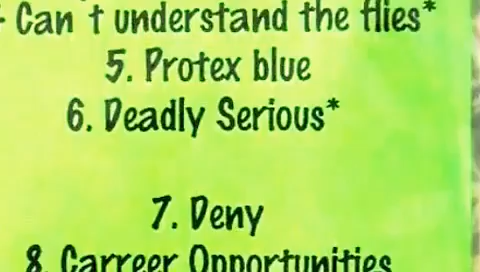 - Can't understand the flies*
5. Protex blue
6. Deadly Serious*
7. Deny
8. Carreer Opportunities